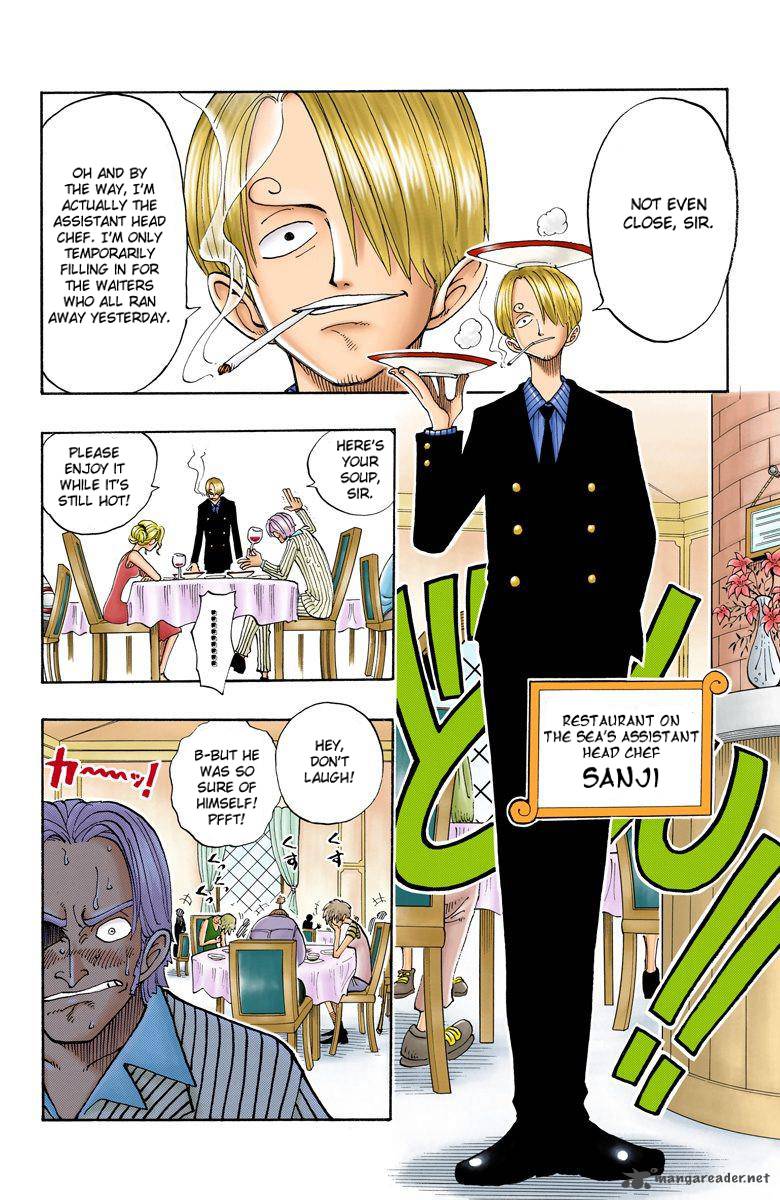 NOT EVEN
CLOSE, SIR.
OH AND BY
THE WAY, I'M
ACTUALLY THE
ASSISTANT HEAD
CHEF. I'M ONLY
TEMPORARILY
FILLING IN FOR
THE WAITERS
WHO ALL RAN
AWAY YESTERDAY.
HERE'S
YOUR
SOUP,
SIR.
PLEASE
ENJOY IT
WHILE IT'S
STILL HOT!
ドン!!
RESTAURANT ON
THE SEA'S ASSISTANT
HEAD CHEF
SANJI
HEY,
DON'T
LAUGH!
B-BUT HE
WAS SO
SURE OF
HIMSELF!
PFFT!
カ〜〜ッ!
くす
くす
くっくっ
mangareader.net